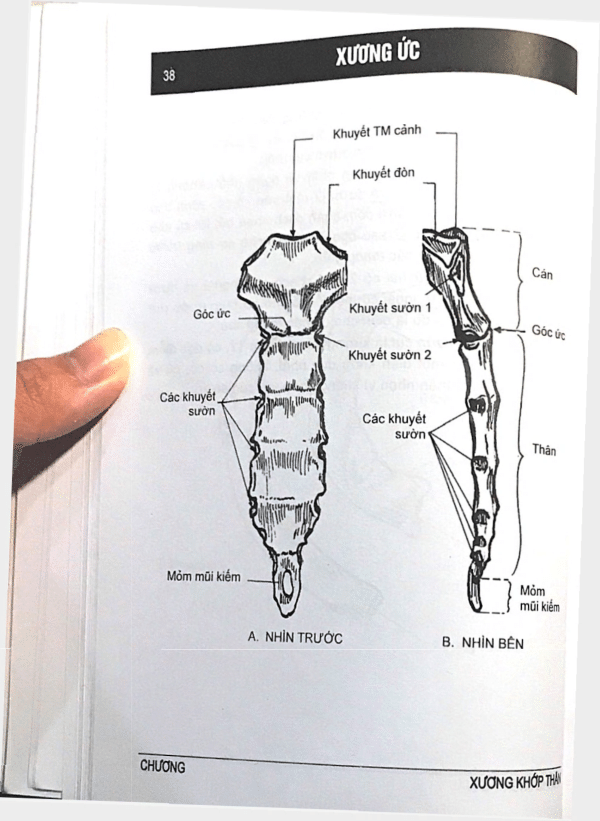 38
XƯƠNG ỨC
Khuyết TM cảnh
Khuyết đòn
Cán
Khuyết sườn 1
Góc ức
Góc ức
Khuyết sườn 2
Các khuyết
sườn
Các khuyết
sườn
Thân
Mỏm mũi kiếm
Mỏm
mũi kiếm
A. NHÌN TRƯỚC
B. NHÌN BÊN
CHƯƠNG
XƯƠNG KHỚP THÂN